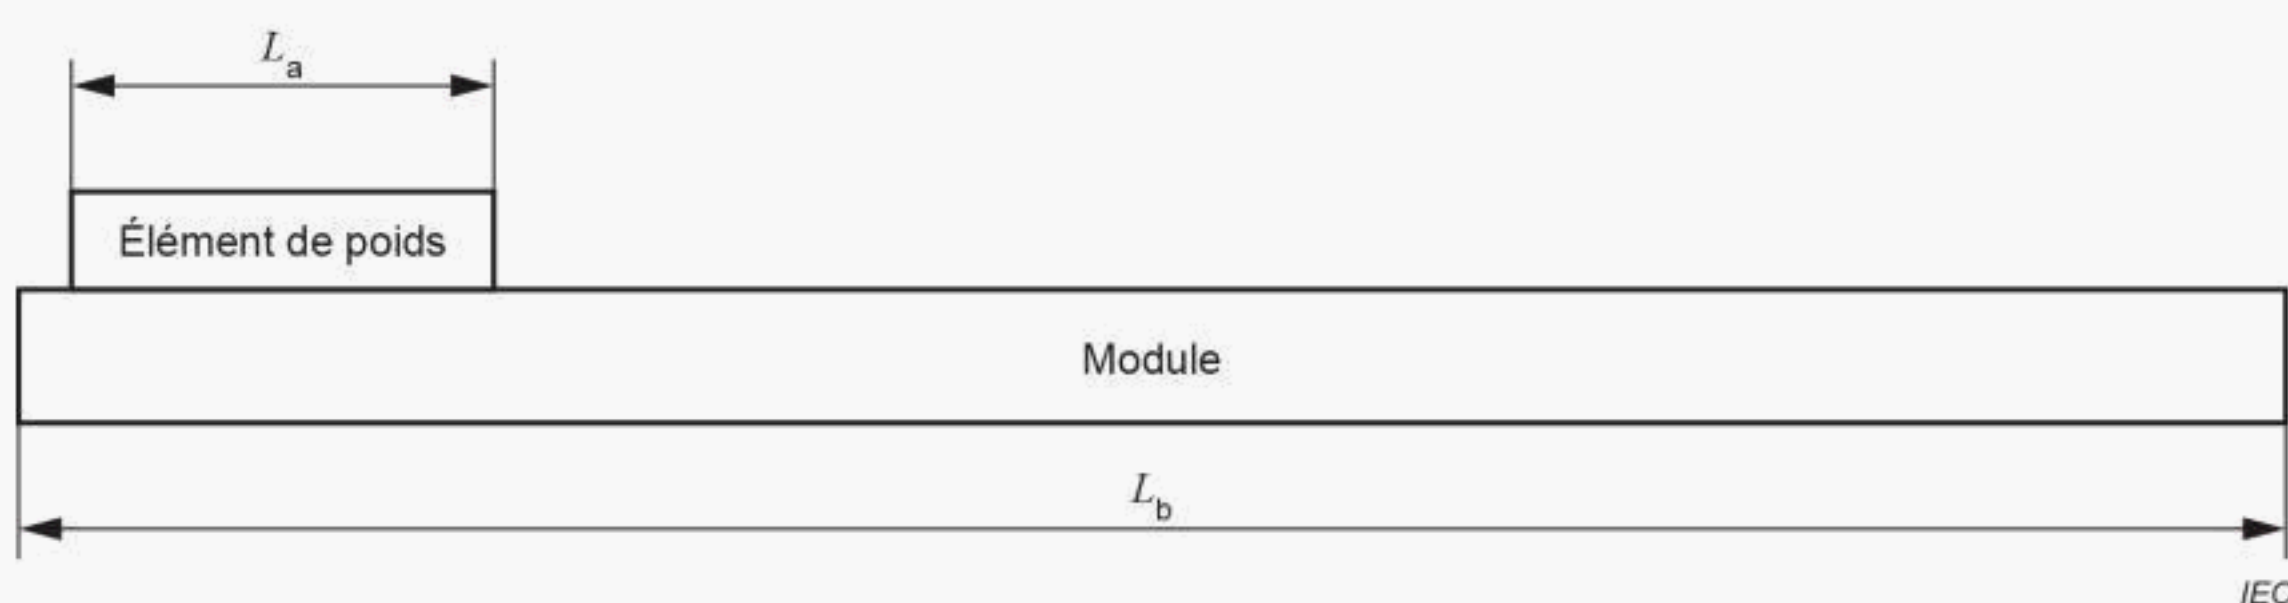 La
Élément de poids
Module
Lb
IEC